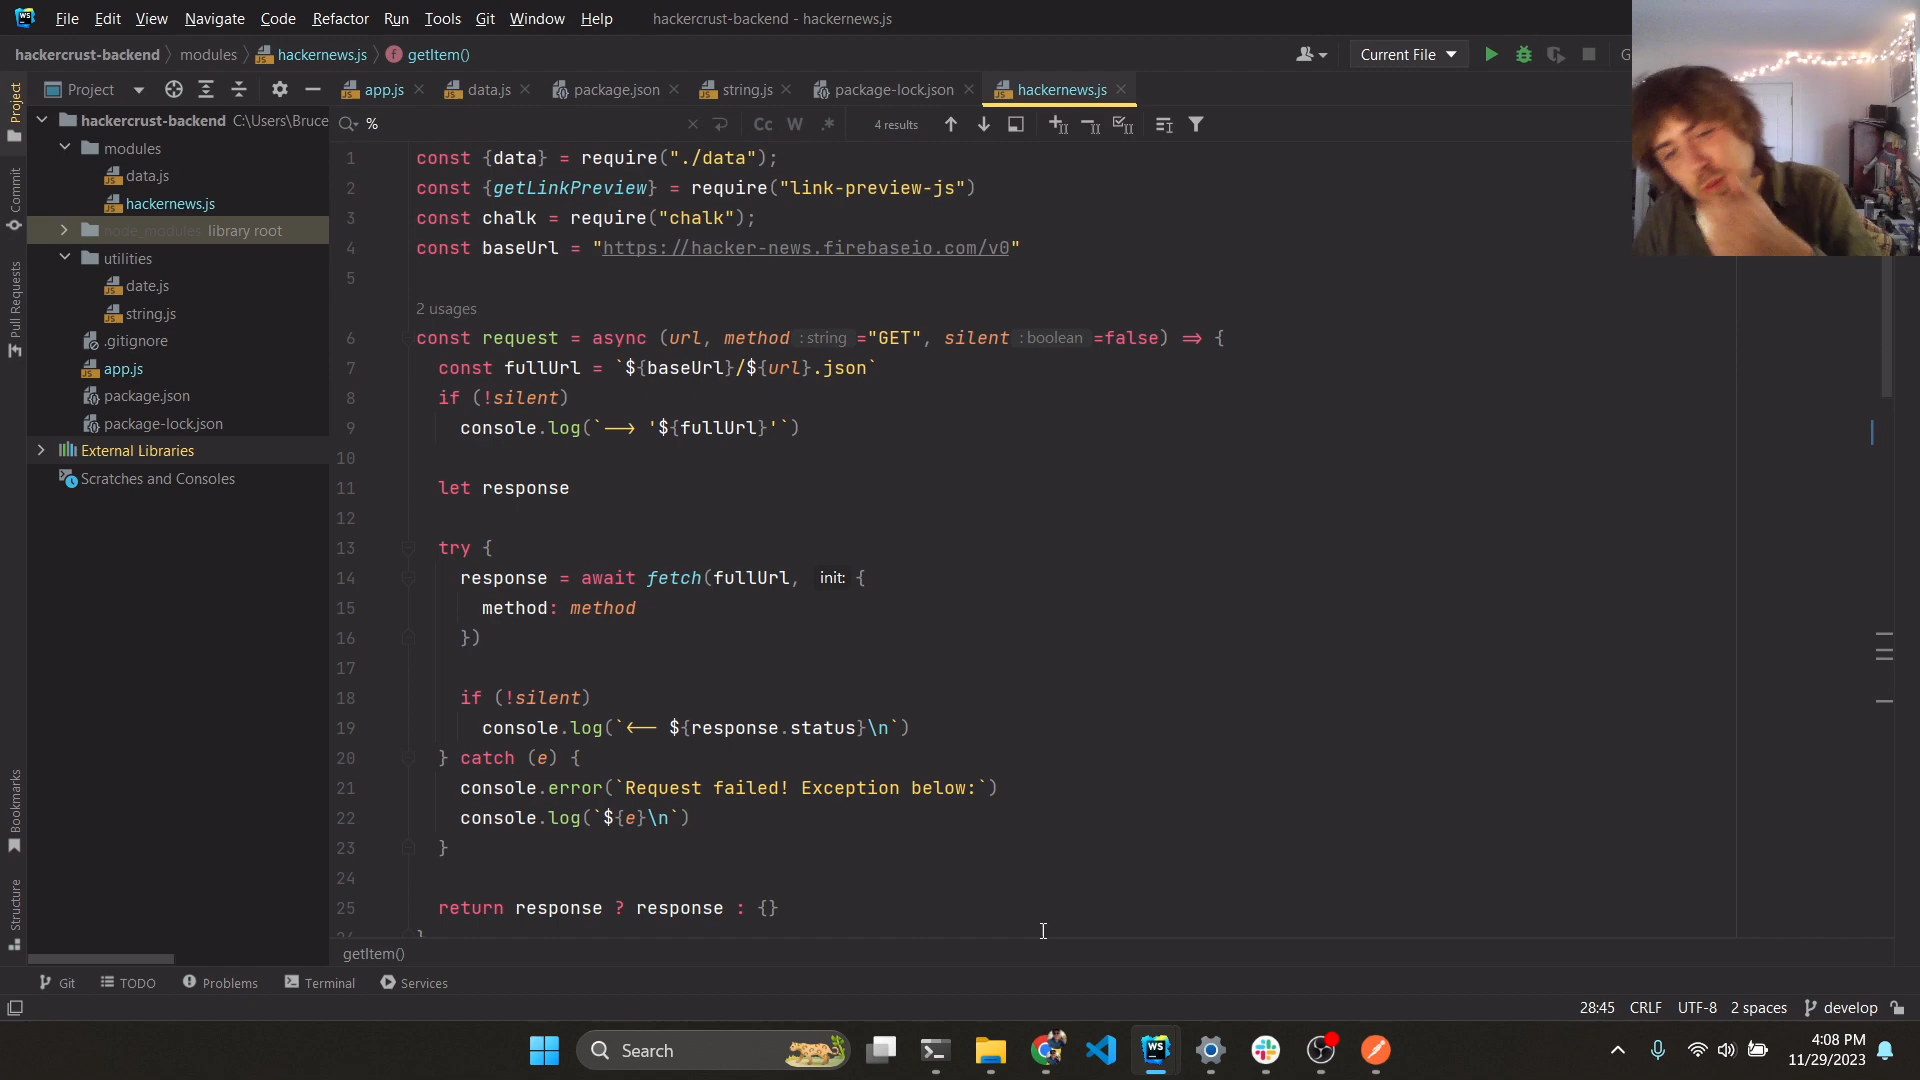 File Edit View Navigate Code Refactor Run Tools Git Window Help hackercrust-backend - hackernews.js
hackercrust-backend modules hackernews.js getItem() Current File
Project app.js data.js package.json string.js package-lock.json hackernews.js
% Cc W .* 4 results
Project
Commit
Pull Requests
Bookmarks
Structure
hackercrust-backend C:\Users\Bruce
modules
data.js
hackernews.js
node_modules library root
utilities
date.js
string.js
.gitignore
app.js
package.json
package-lock.json
External Libraries
Scratches and Consoles
1 const {data} = require("./data");
2 const {getLinkPreview} = require("link-preview-js")
3 const chalk = require("chalk");
4 const baseUrl = "https://hacker-news.firebaseio.com/v0"
5
2 usages
6 const request = async (url, method : string ="GET", silent : boolean =false) => {
7 const fullUrl = `${baseUrl}/${url}.json`
8 if (!silent)
9 console.log(`--> '${fullUrl}'`)
10
11 let response
12
13 try {
14 response = await fetch(fullUrl, init: {
15 method: method
16 })
17
18 if (!silent)
19 console.log(`<-- ${response.status}\n`)
20 } catch (e) {
21 console.error(`Request failed! Exception below:`)
22 console.log(`${e}\n`)
23 }
24
25 return response ? response : {}
getItem()
Git TODO Problems Terminal Services
28:45 CRLF UTF-8 2 spaces develop
Search
4:08 PM
11/29/2023